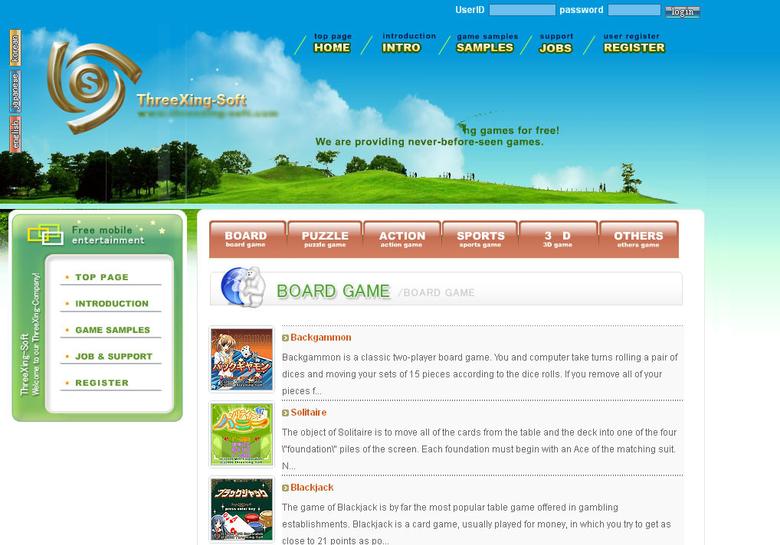 UserID password login
top page introduction game samples support user register
HOME INTRO SAMPLES JOBS REGISTER
korean
japanese
english
S
ThreeXing-Soft
ng games for free!
We are providing never-before-seen games.
Free mobile
entertainment
TOP PAGE
INTRODUCTION
GAME SAMPLES
JOB & SUPPORT
REGISTER
ThreeXing-Soft
Welcome to our ThreeXing-Company!
BOARD PUZZLE ACTION SPORTS 3 D OTHERS
board game puzzle game action game sports game 3D game others game
BOARD GAME /BOARD GAME
Backgammon
Backgammon is a classic two-player board game. You and computer take turns rolling a pair of
dices and moving your sets of 15 pieces according to the dice rolls. If you remove all of your
pieces f...
バックギャモン
Solitaire
The object of Solitaire is to move all of the cards from the table and the deck into one of the four
\"foundation\" piles of the screen. Each foundation must begin with an Ace of the matching suit.
N...
Blackjack
The game of Blackjack is by far the most popular table game offered in gambling
establishments. Blackjack is a card game, usually played for money, in which you try to get as
close to 21 points as po...
ブラックジャック